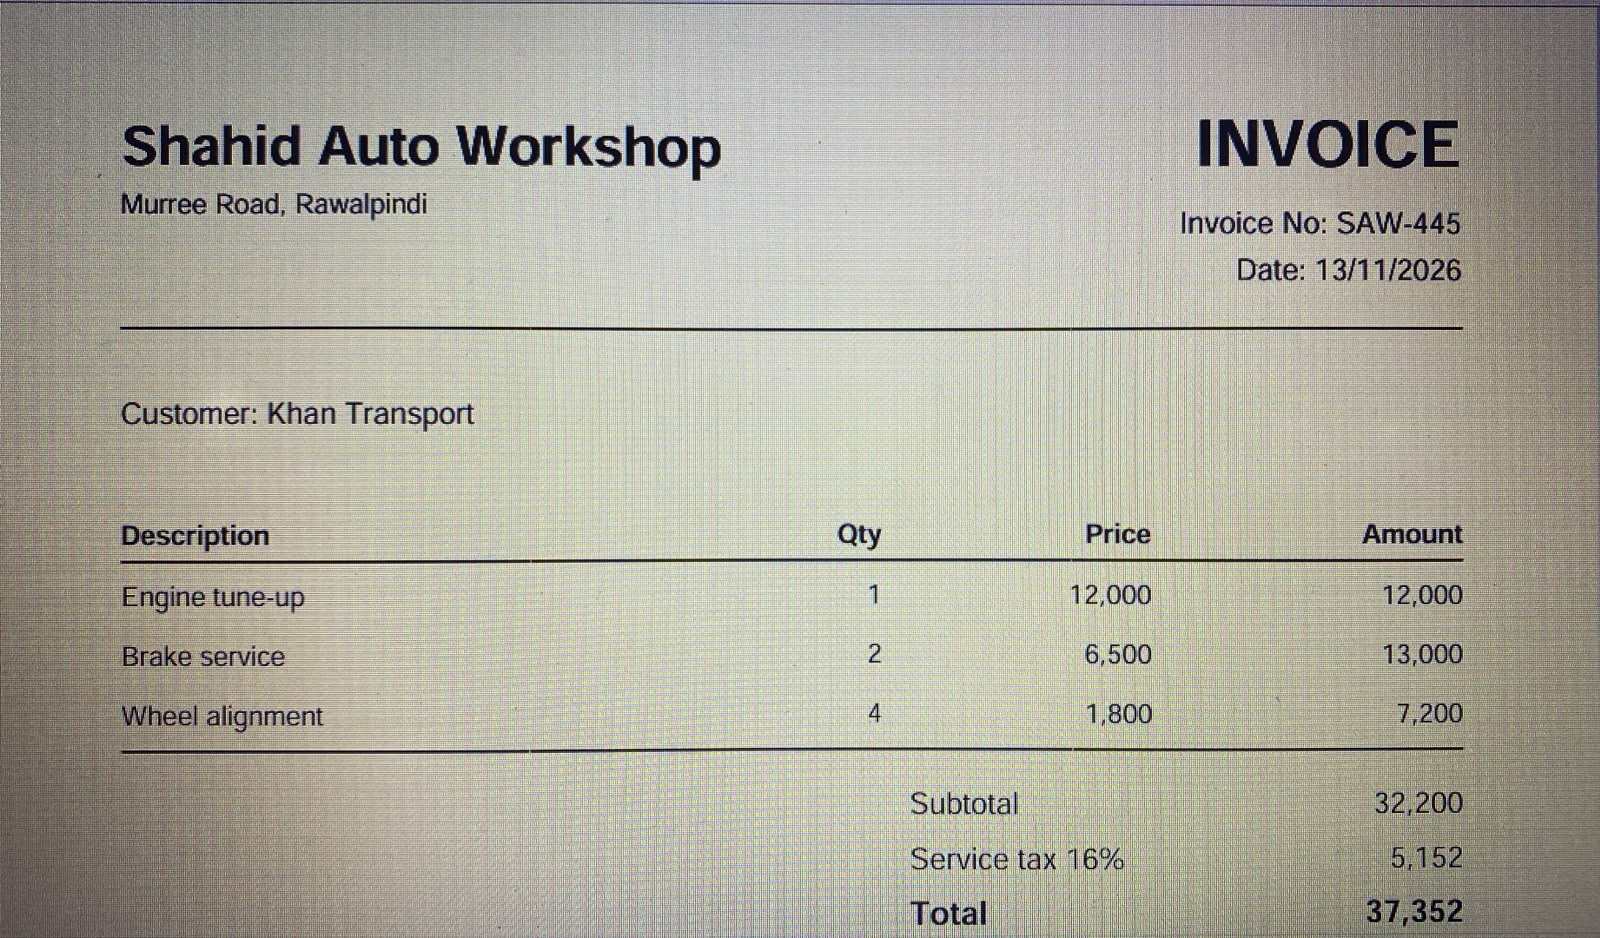 Shahid Auto Workshop
INVOICE
Murree Road, Rawalpindi
Invoice No: SAW-445
Date: 13/11/2026
Customer: Khan Transport
Description Qty Price Amount
Engine tune-up 1 12,000 12,000
Brake service 2 6,500 13,000
Wheel alignment 4 1,800 7,200
Subtotal 32,200
Service tax 16% 5,152
Total 37,352